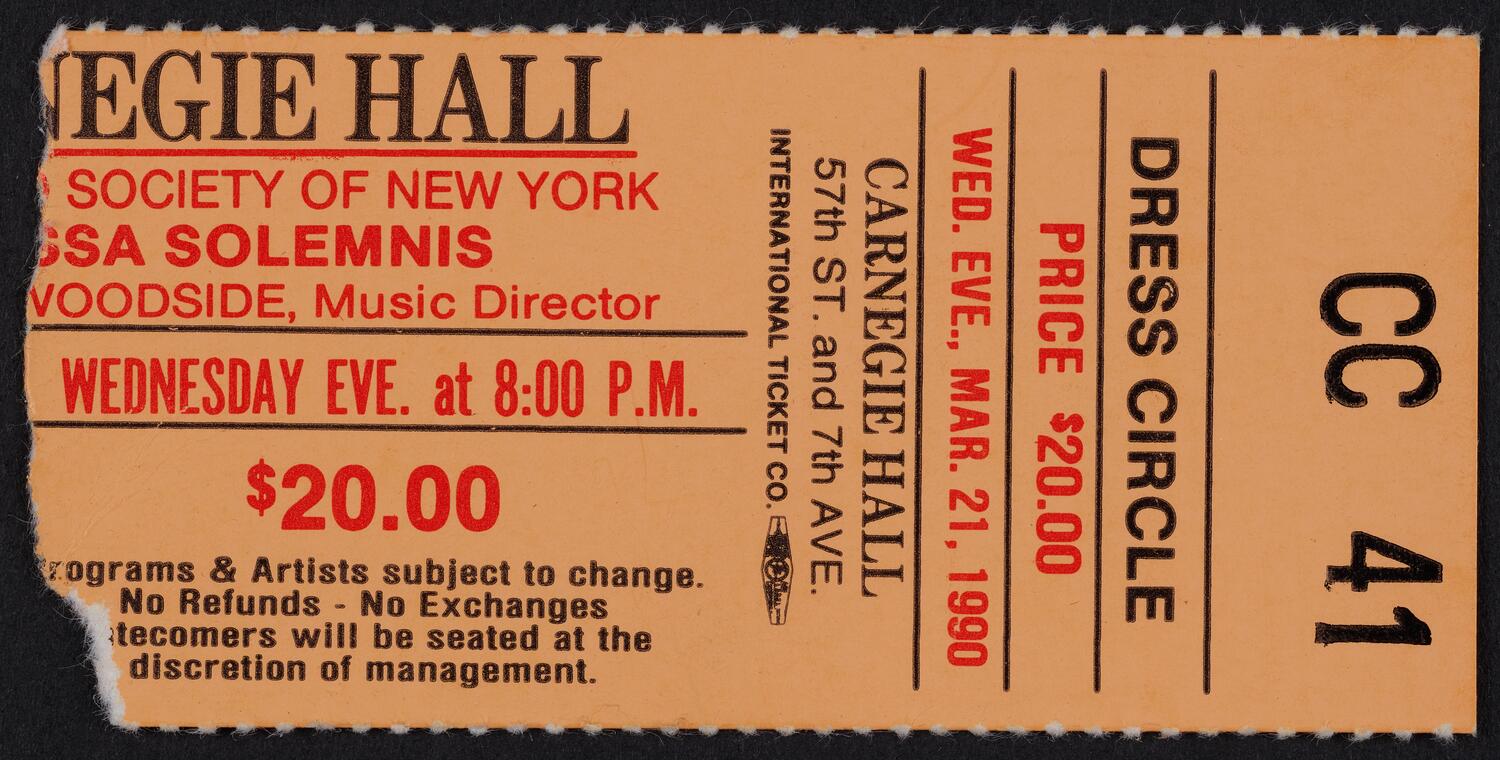 NEGIE HALL
SOCIETY OF NEW YORK
SSA SOLEMNIS
WOODSIDE, Music Director
WEDNESDAY EVE. at 8:00 P.M.
$20.00
rograms & Artists subject to change.
No Refunds - No Exchanges
tecomers will be seated at the
discretion of management.
INTERNATIONAL TICKET CO.
57th ST. and 7th AVE.
CARNEGIE HALL
WED. EVE., MAR. 21, 1990
PRICE $20.00
DRESS CIRCLE
CC 41